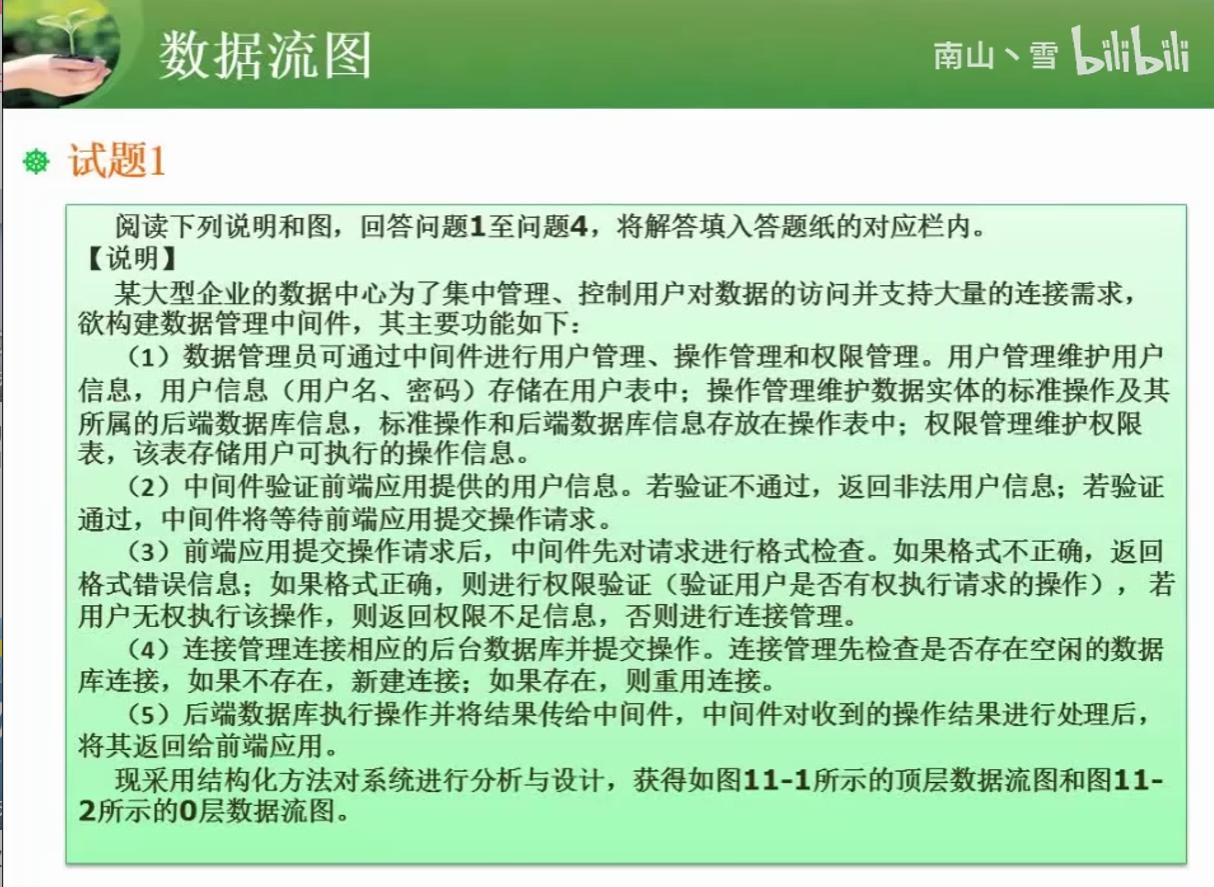 数据流图
南山丶雪 bilibili
试题1
阅读下列说明和图，回答问题1至问题4，将解答填入答题纸的对应栏内。
【说明】
某大型企业的数据中心为了集中管理、控制用户对数据的访问并支持大量的连接需求，
欲构建数据管理中间件，其主要功能如下：
（1）数据管理员可通过中间件进行用户管理、操作管理和权限管理。用户管理维护用户
信息，用户信息（用户名、密码）存储在用户表中；操作管理维护数据实体的标准操作及其
所属的后端数据库信息，标准操作和后端数据库信息存放在操作表中；权限管理维护权限
表，该表存储用户可执行的操作信息。
（2）中间件验证前端应用提供的用户信息。若验证不通过，返回非法用户信息；若验证
通过，中间件将等待前端应用提交操作请求。
（3）前端应用提交操作请求后，中间件先对请求进行格式检查。如果格式不正确，返回
格式错误信息；如果格式正确，则进行权限验证（验证用户是否有权执行请求的操作），若
用户无权执行该操作，则返回权限不足信息，否则进行连接管理。
（4）连接管理连接相应的后台数据库并提交操作。连接管理先检查是否存在空闲的数据
库连接，如果不存在，新建连接；如果存在，则重用连接。
（5）后端数据库执行操作并将结果传给中间件，中间件对收到的操作结果进行处理后，
将其返回给前端应用。
现采用结构化方法对系统进行分析与设计，获得如图11-1所示的顶层数据流图和图11-
2所示的0层数据流图。